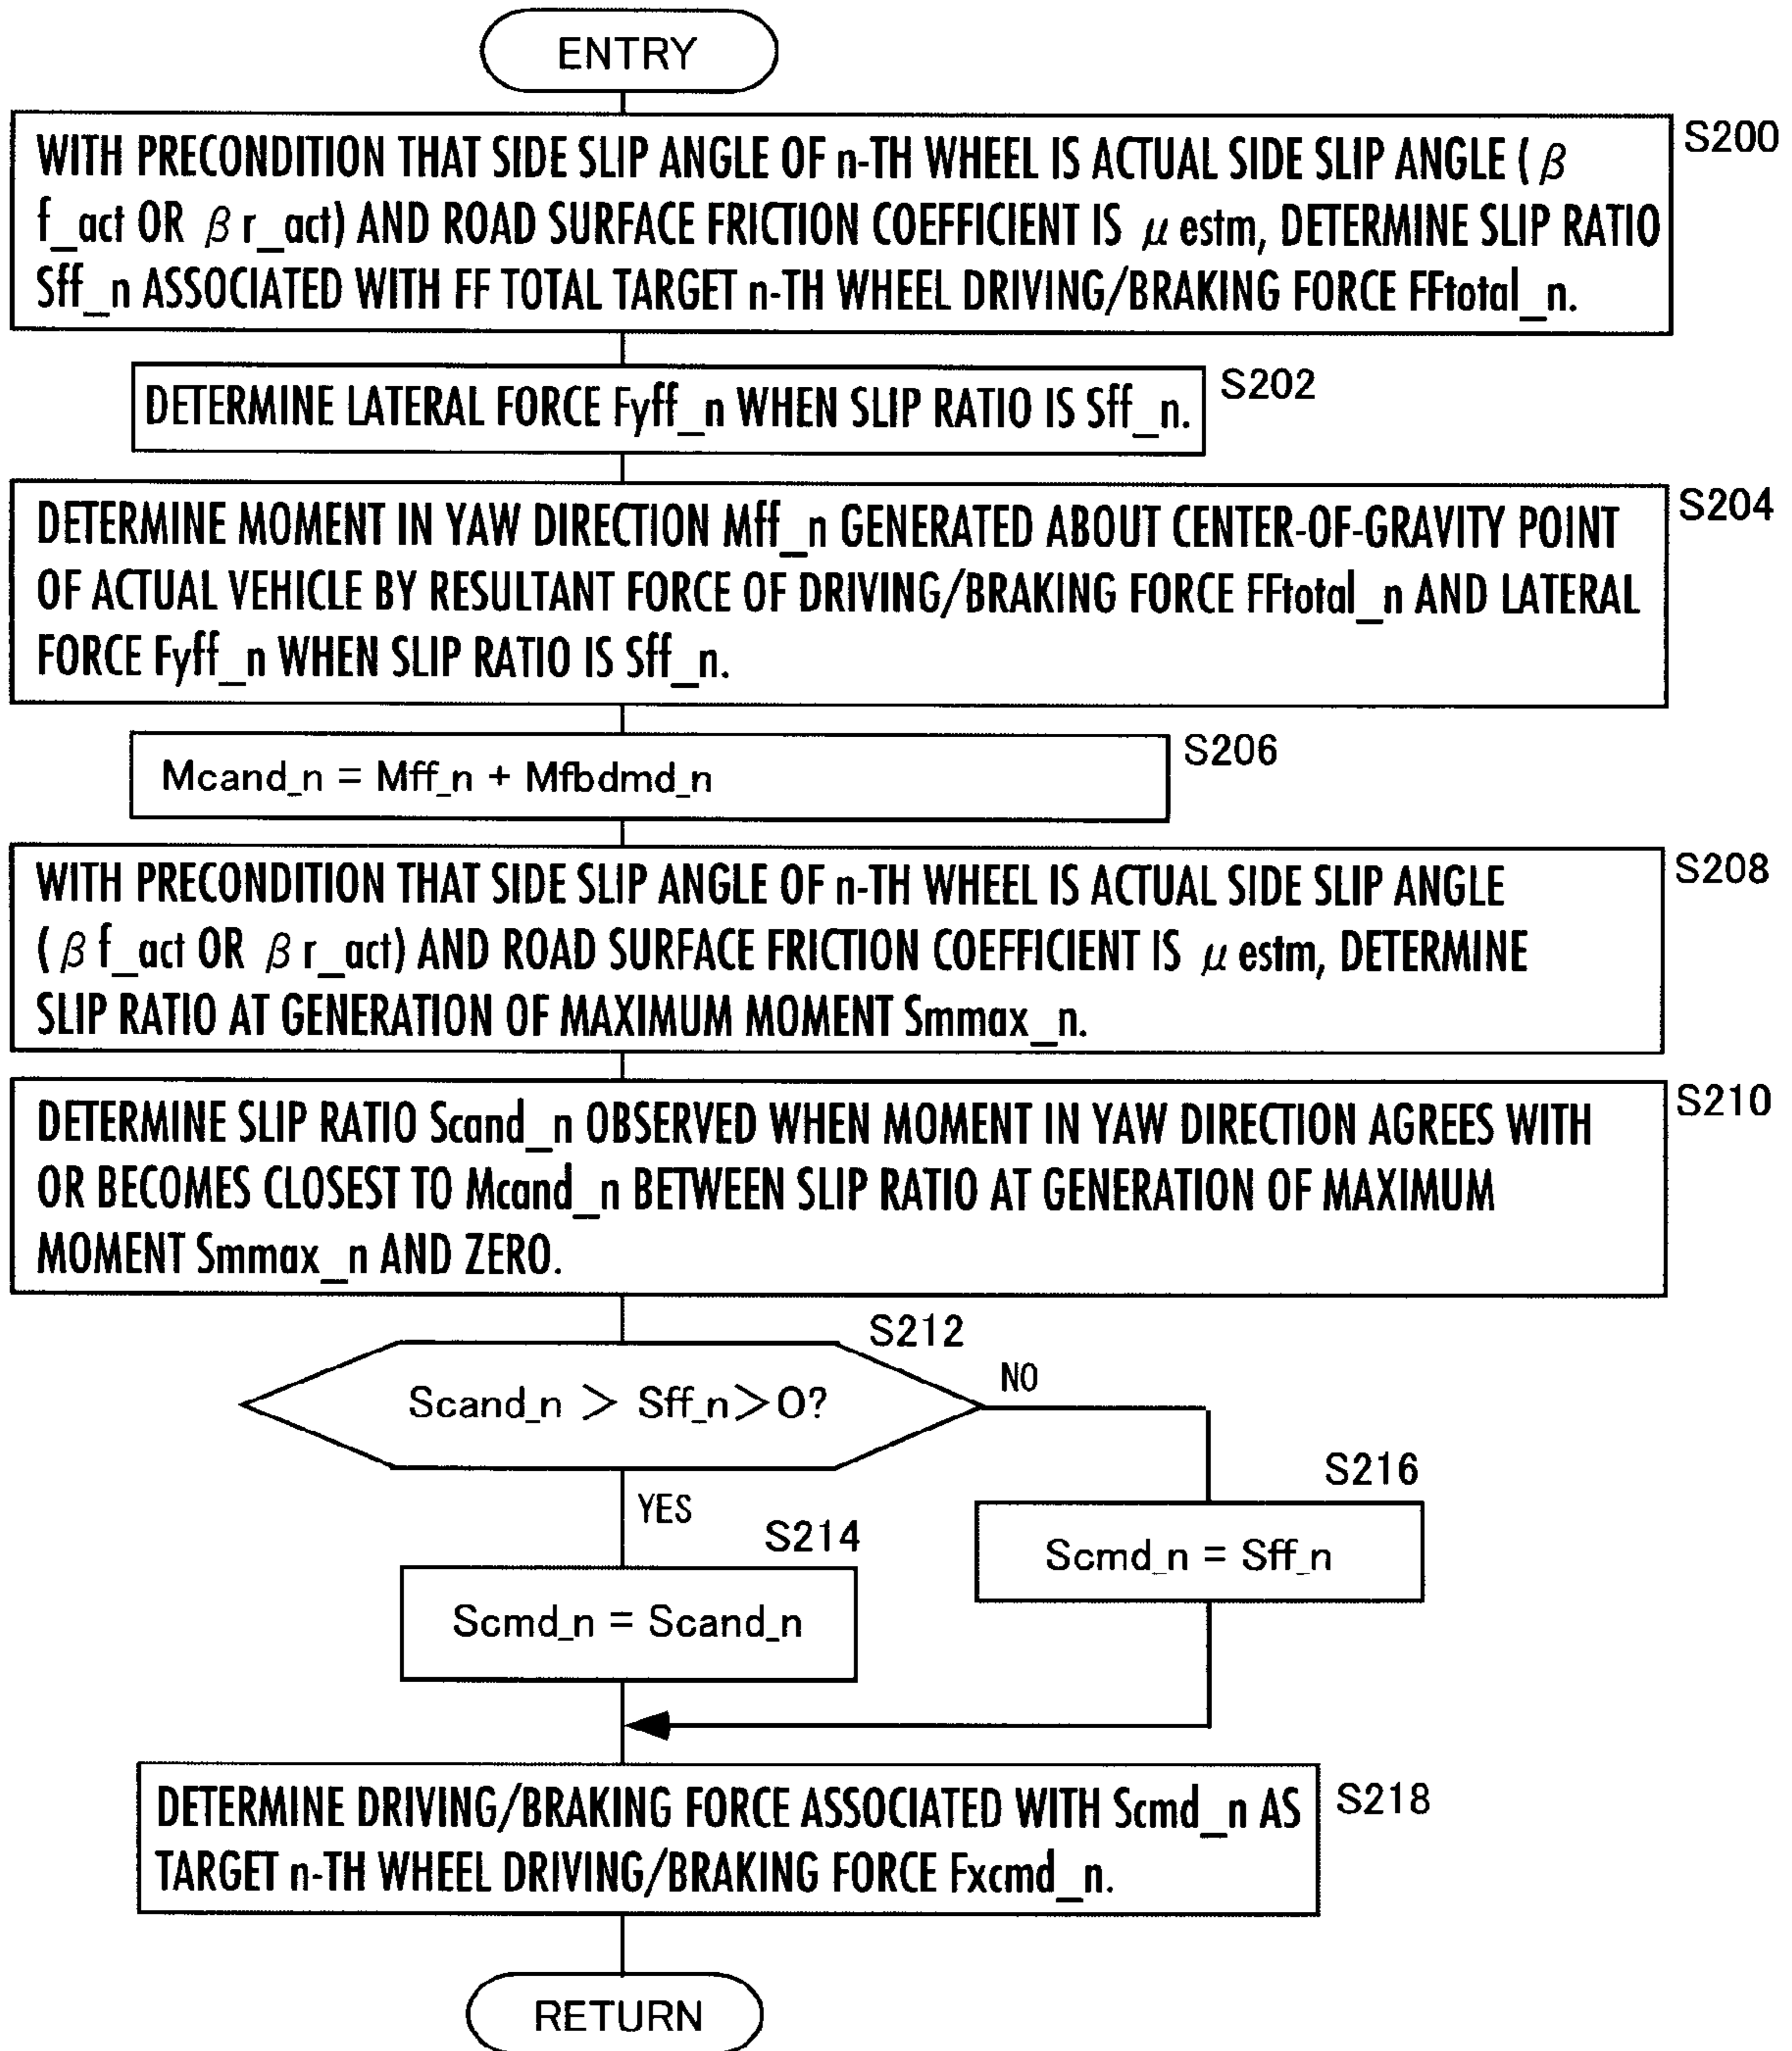 ENTRY
WITH PRECONDITION THAT SIDE SLIP ANGLE OF n-TH WHEEL IS ACTUAL SIDE SLIP ANGLE (β
f_act OR βr_act) AND ROAD SURFACE FRICTION COEFFICIENT IS μestm, DETERMINE SLIP RATIO
Sff_n ASSOCIATED WITH FF TOTAL TARGET n-TH WHEEL DRIVING/BRAKING FORCE FFtotal_n.
S200
DETERMINE LATERAL FORCE Fyff_n WHEN SLIP RATIO IS Sff_n.
S202
DETERMINE MOMENT IN YAW DIRECTION Mff_n GENERATED ABOUT CENTER-OF-GRAVITY POINT
OF ACTUAL VEHICLE BY RESULTANT FORCE OF DRIVING/BRAKING FORCE FFtotal_n AND LATERAL
FORCE Fyff_n WHEN SLIP RATIO IS Sff_n.
S204
Mcand_n = Mff_n + Mfbdmd_n
S206
WITH PRECONDITION THAT SIDE SLIP ANGLE OF n-TH WHEEL IS ACTUAL SIDE SLIP ANGLE
(βf_act OR βr_act) AND ROAD SURFACE FRICTION COEFFICIENT IS μestm, DETERMINE
SLIP RATIO AT GENERATION OF MAXIMUM MOMENT Smmax_n.
S208
DETERMINE SLIP RATIO Scand_n OBSERVED WHEN MOMENT IN YAW DIRECTION AGREES WITH
OR BECOMES CLOSEST TO Mcand_n BETWEEN SLIP RATIO AT GENERATION OF MAXIMUM
MOMENT Smmax_n AND ZERO.
S210
S212
Scand_n > Sff_n>0?
NO
YES
S216
Scmd_n = Sff_n
S214
Scmd_n = Scand_n
DETERMINE DRIVING/BRAKING FORCE ASSOCIATED WITH Scmd_n AS
TARGET n-TH WHEEL DRIVING/BRAKING FORCE Fxcmd_n.
S218
RETURN